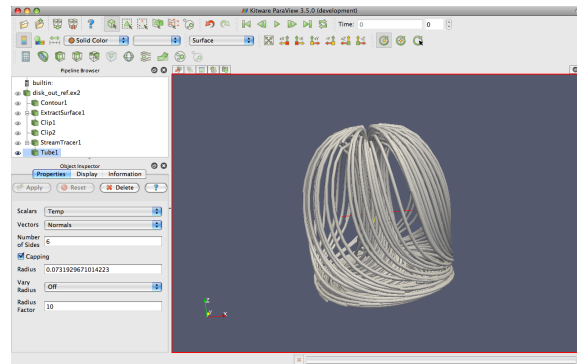 Kitware ParaView 3.5.0 (development)
Time: 0 0
Solid Color Surface
Pipeline Browser
builtin:
disk_out_ref.ex2
Contour1
ExtractSurface1
Clip1
Clip2
StreamTracer1
Tube1
Object Inspector
Properties Display Information
Apply Reset Delete ?
Scalars Temp
Vectors Normals
Number
of Sides 6
Capping
Radius 0.0731929671014223
Vary
Radius Off
Radius
Factor 10